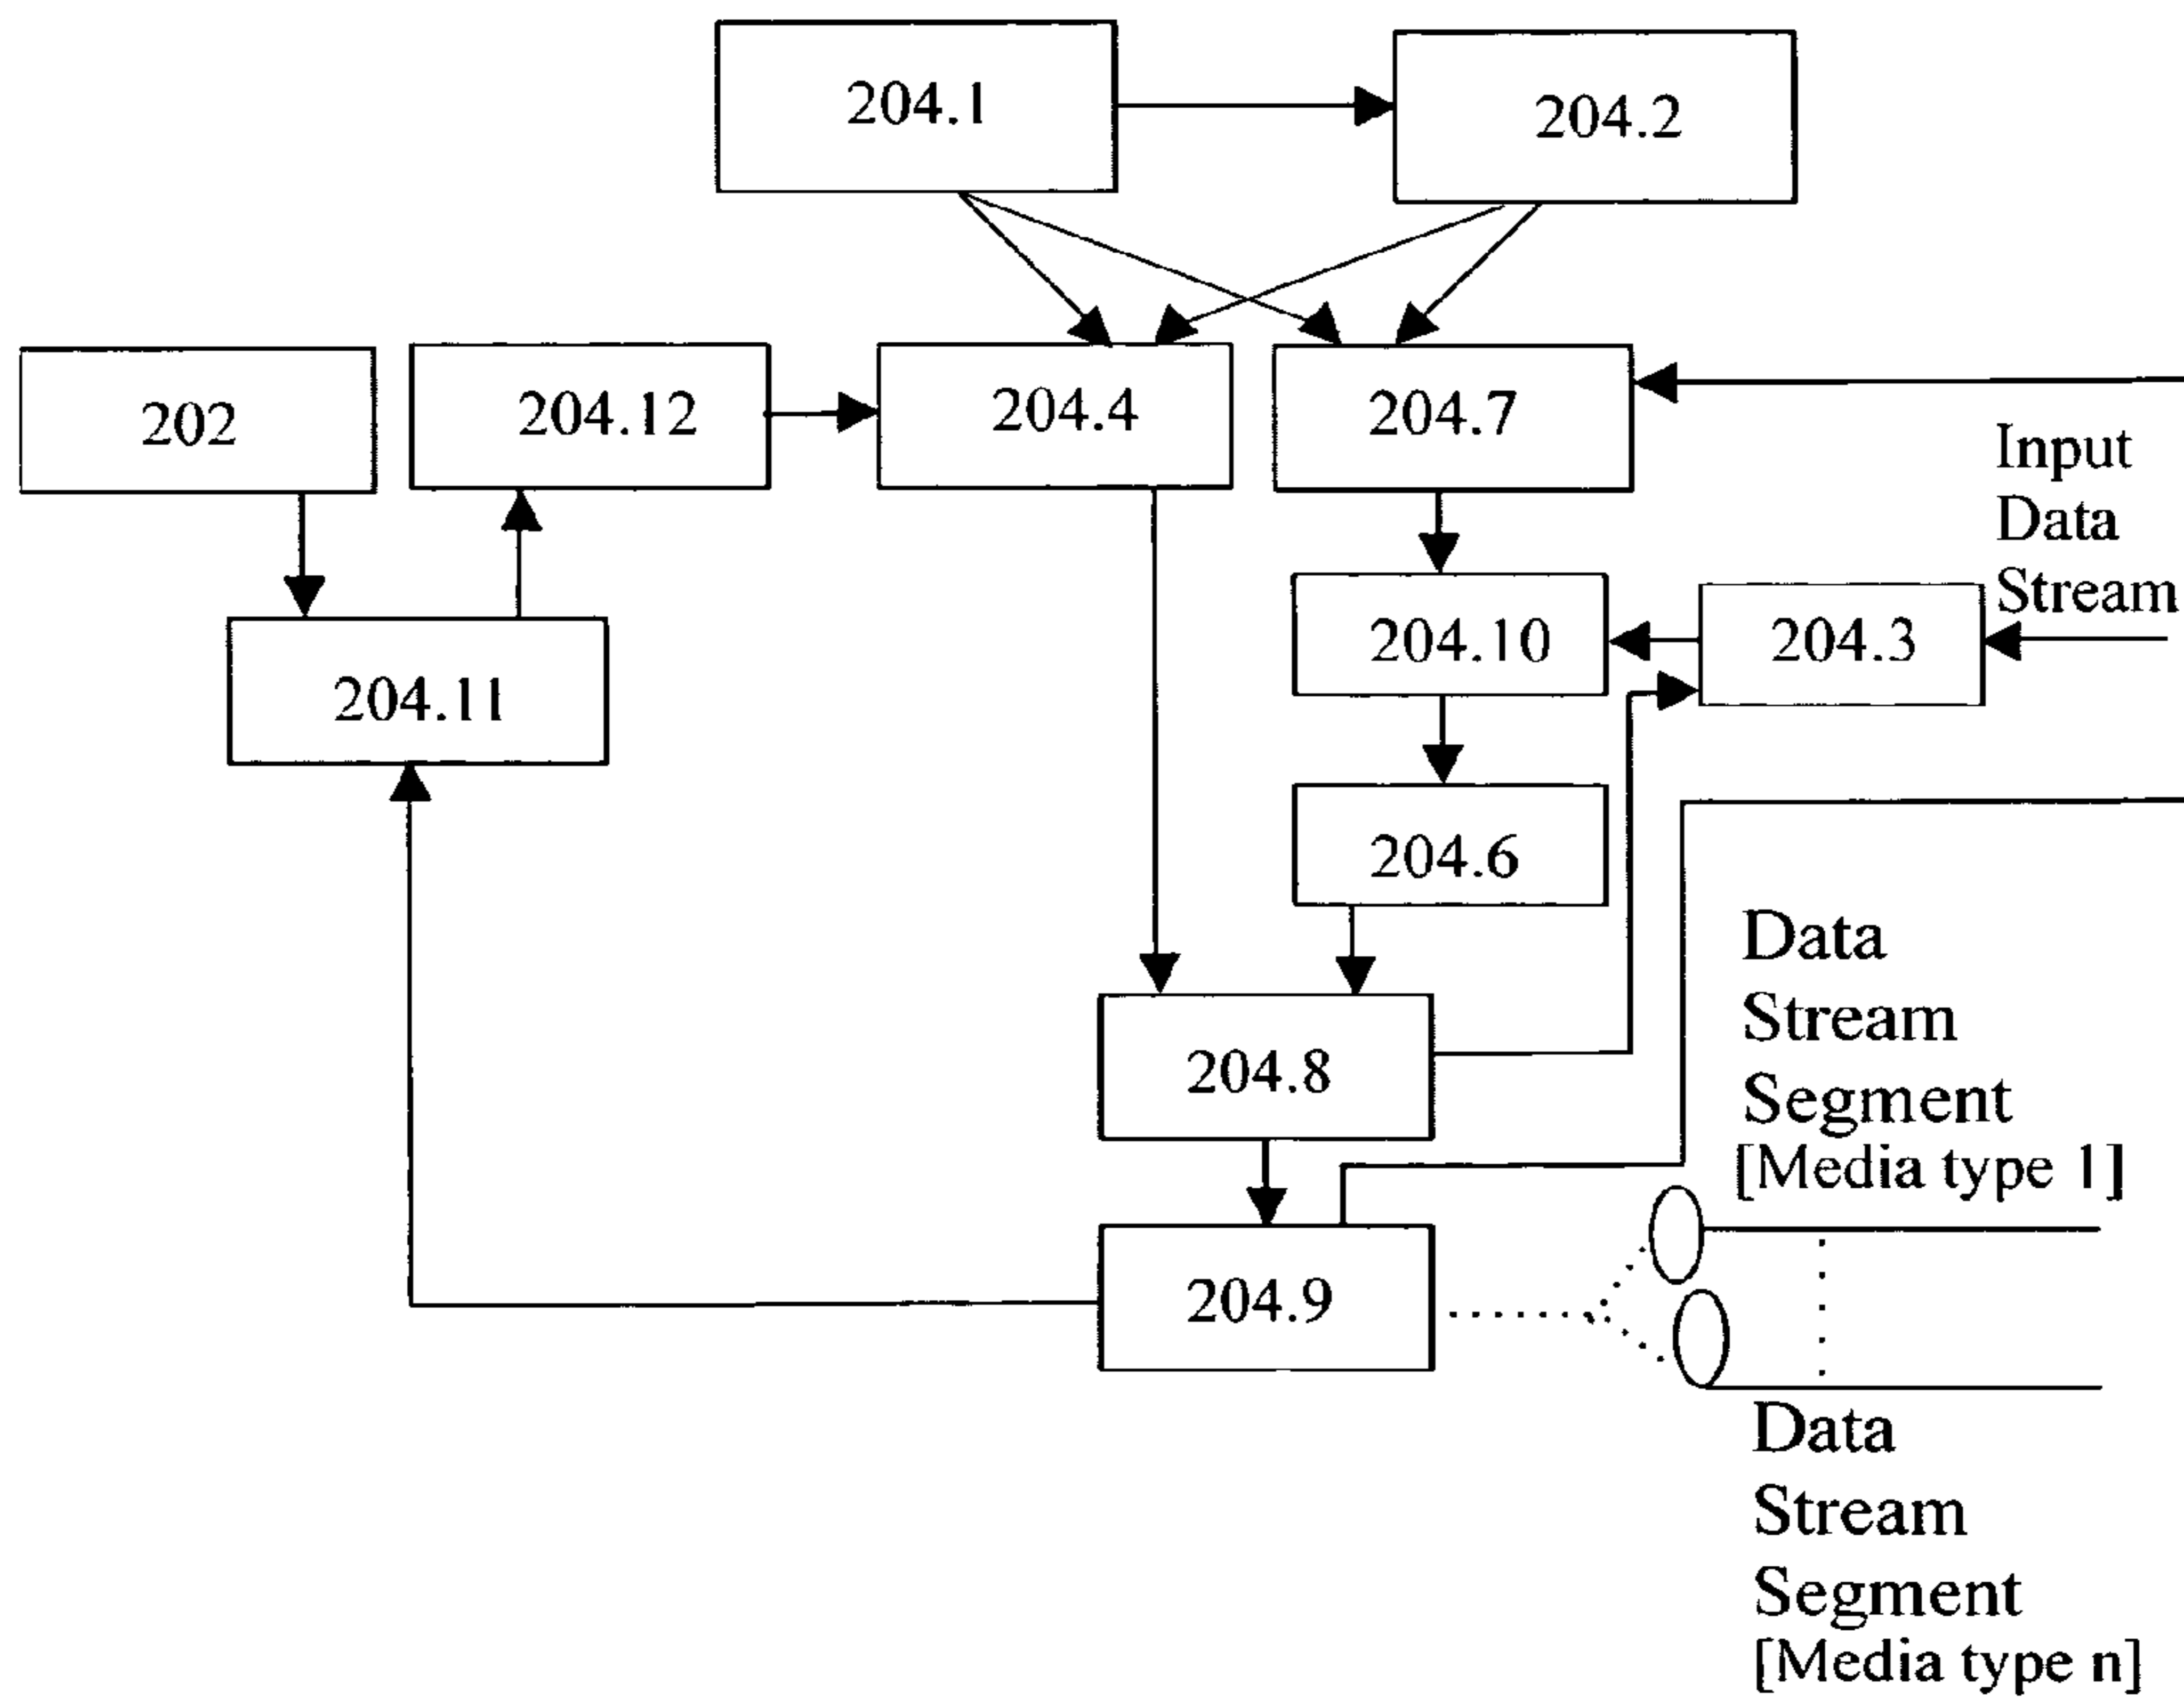 204.1
204.2
202
204.12
204.4
204.7
Input
Data
Stream
204.10
204.3
204.11
204.6
Data
Stream
Segment
[Media type 1]
204.8
204.9
Data
Stream
Segment
[Media type n]